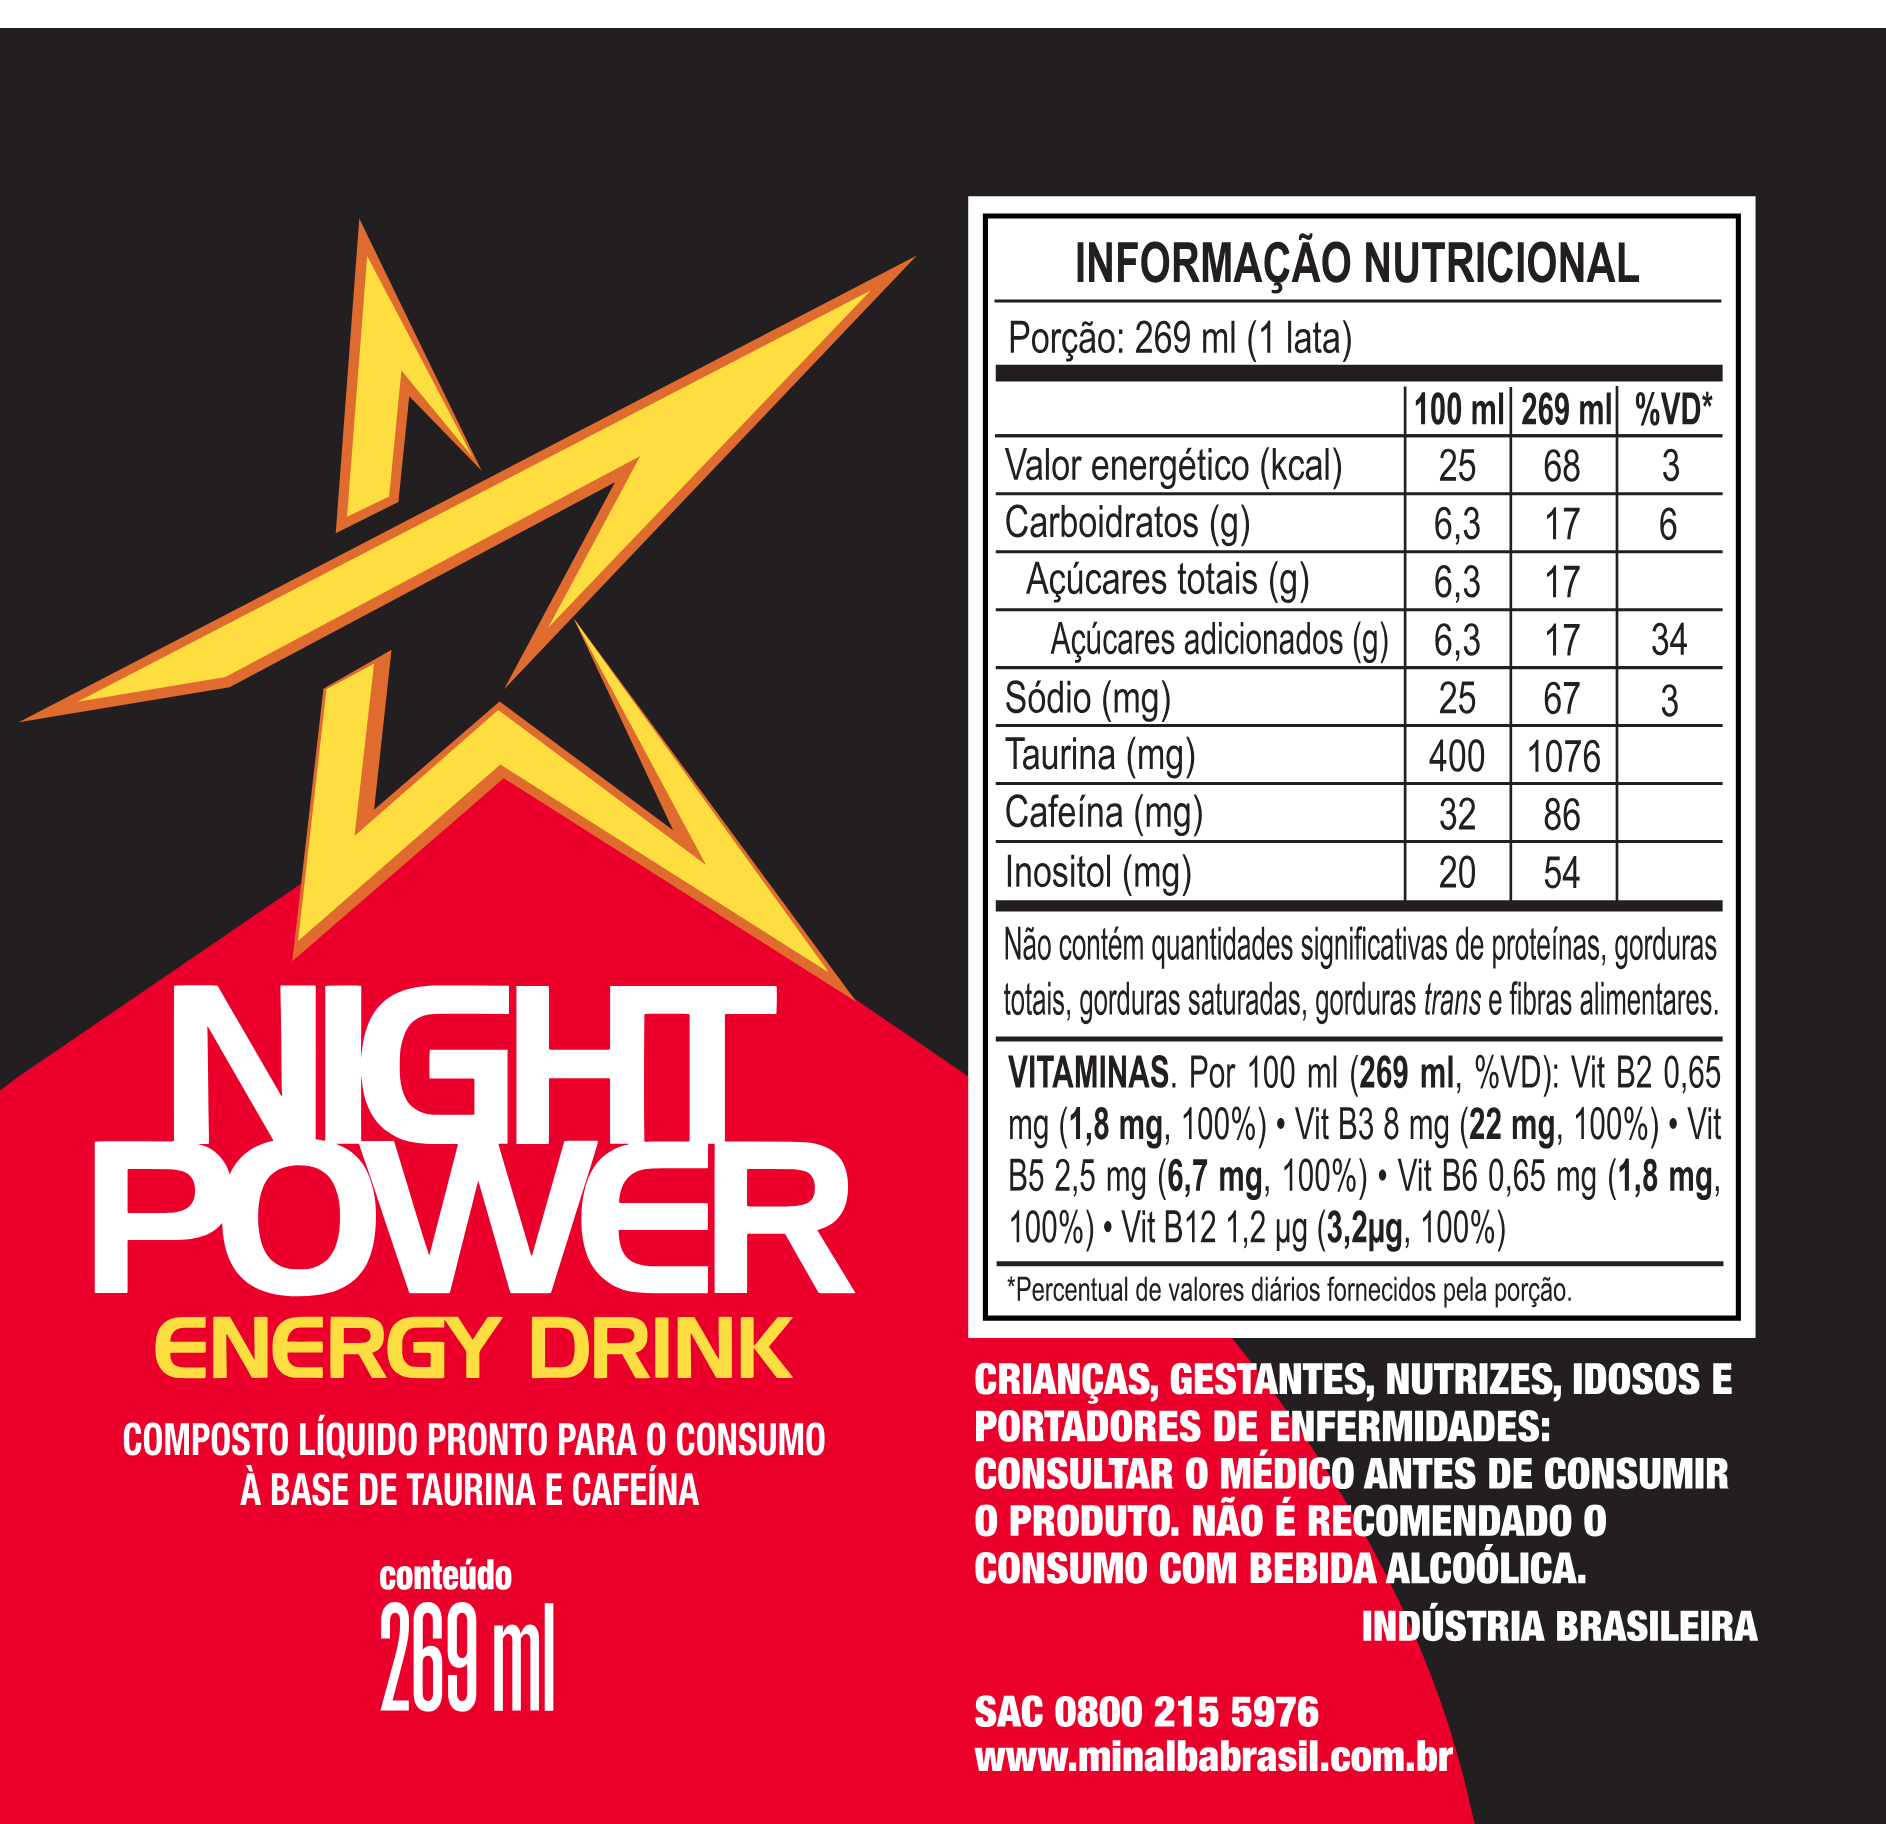 NIGHT
POWER
ENERGY DRINK
COMPOSTO LÍQUIDO PRONTO PARA O CONSUMO
À BASE DE TAURINA E CAFEÍNA
conteúdo
269 ml
INFORMAÇÃO NUTRICIONAL
Porção: 269 ml (1 lata)
100 ml 269 ml %VD*
Valor energético (kcal) 25 68 3
Carboidratos (g) 6,3 17 6
Açúcares totais (g) 6,3 17
Açúcares adicionados (g) 6,3 17 34
Sódio (mg) 25 67 3
Taurina (mg) 400 1076
Cafeína (mg) 32 86
Inositol (mg) 20 54
Não contém quantidades significativas de proteínas, gorduras
totais, gorduras saturadas, gorduras trans e fibras alimentares.
VITAMINAS. Por 100 ml (269 ml, %VD): Vit B2 0,65
mg (1,8 mg, 100%) • Vit B3 8 mg (22 mg, 100%) • Vit
B5 2,5 mg (6,7 mg, 100%) • Vit B6 0,65 mg (1,8 mg,
100%) • Vit B12 1,2 µg (3,2µg, 100%)
*Percentual de valores diários fornecidos pela porção.
CRIANÇAS, GESTANTES, NUTRIZES, IDOSOS E
PORTADORES DE ENFERMIDADES:
CONSULTAR O MÉDICO ANTES DE CONSUMIR
O PRODUTO. NÃO É RECOMENDADO O
CONSUMO COM BEBIDA ALCOÓLICA.
INDÚSTRIA BRASILEIRA
SAC 0800 215 5976
www.minalbabrasil.com.br